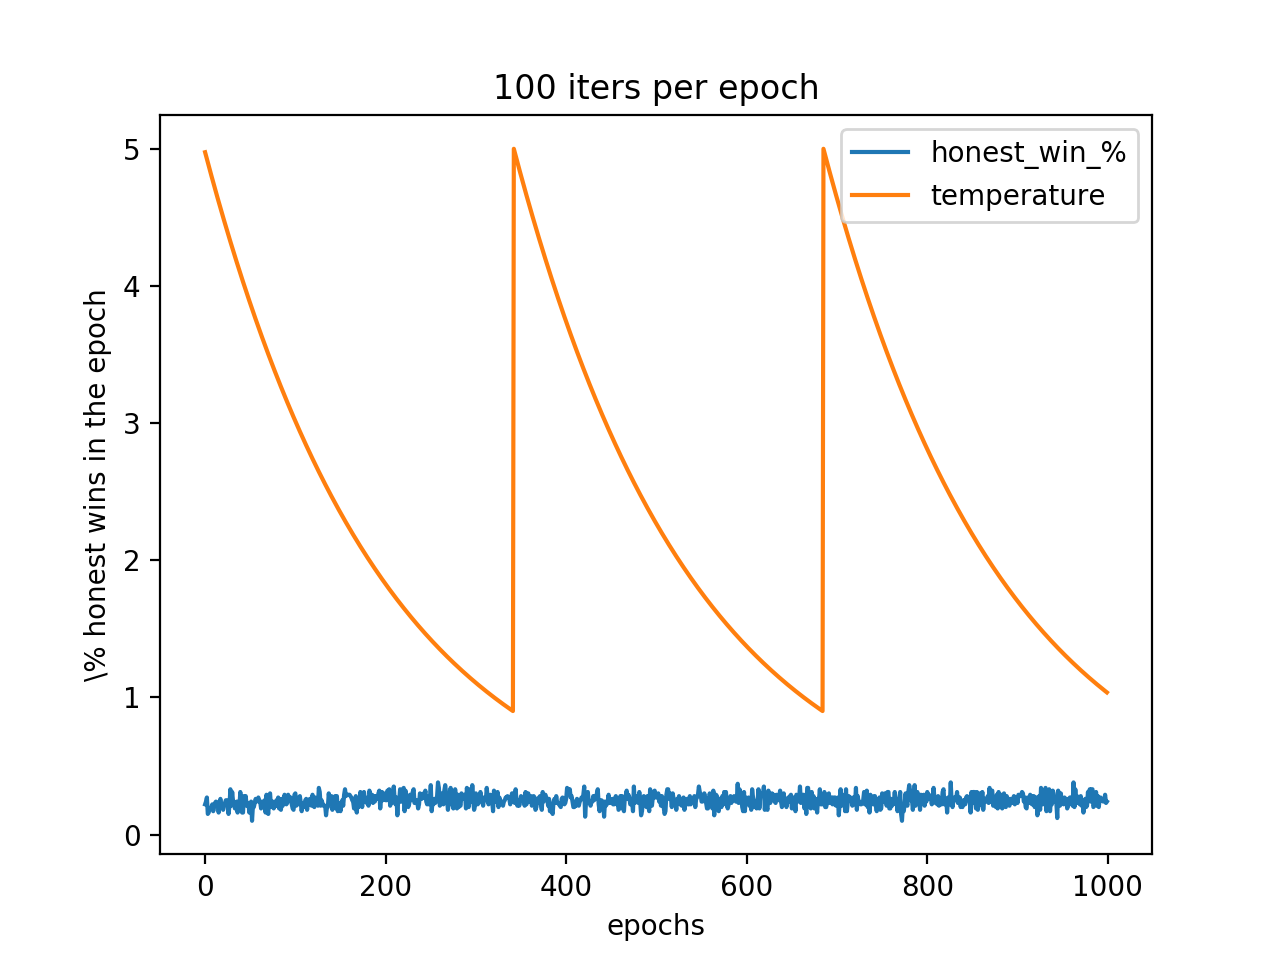 100 iters per epoch
honest_win_%
temperature
\% honest wins in the epoch
5
4
3
2
1
0
0 200 400 600 800 1000
epochs